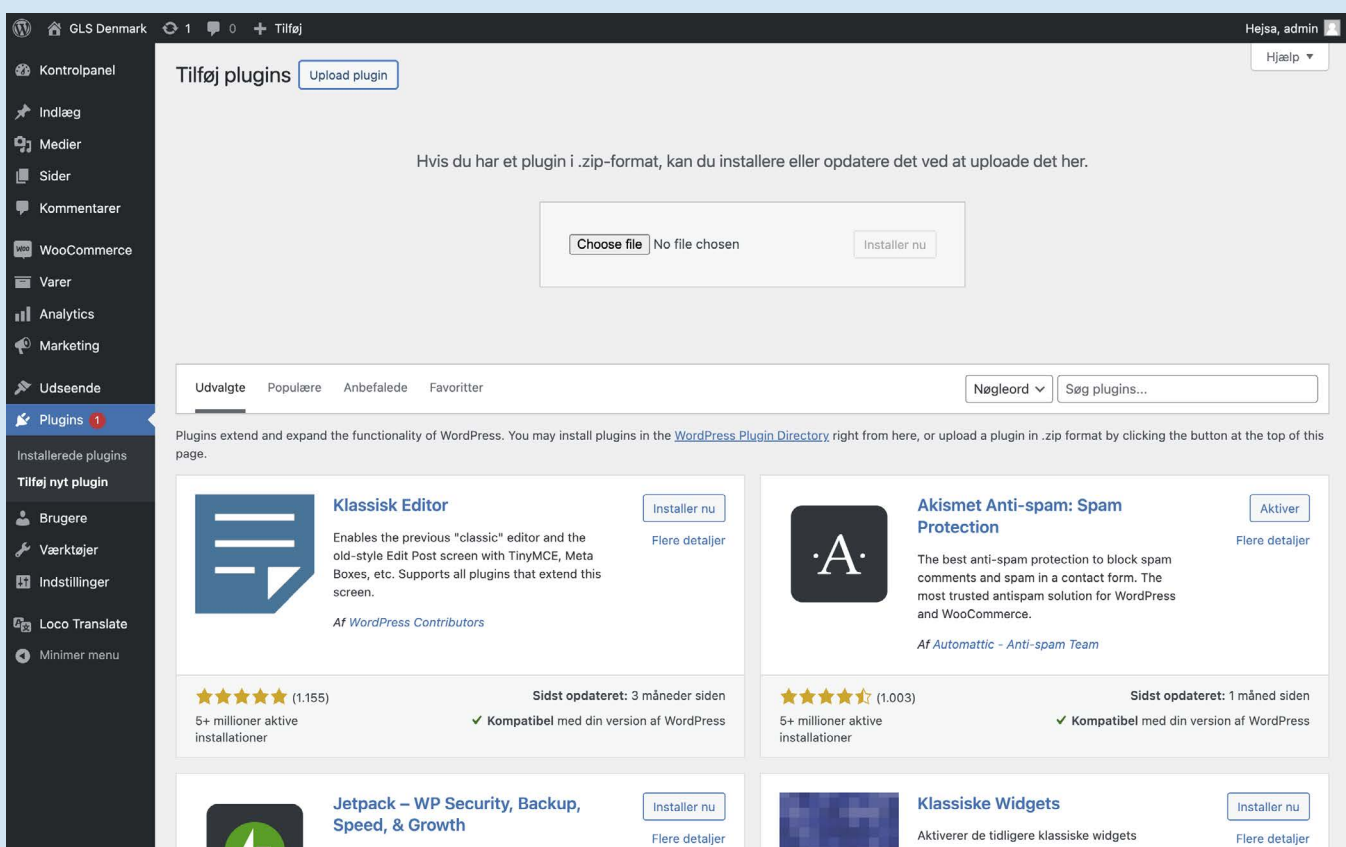 GLS Denmark 1 0 + Tilføj
Hejsa, admin
Hjælp
Kontrolpanel
Indlæg
Medier
Sider
Kommentarer
Woo WooCommerce
Varer
Analytics
Marketing
Udseende
Plugins 1
Installerede plugins
Tilføj nyt plugin
Brugere
Værktøjer
Indstillinger
Loco Translate
Minimer menu
Tilføj plugins Upload plugin
Hvis du har et plugin i .zip-format, kan du installere eller opdatere det ved at uploade det her.
Choose file No file chosen Installer nu
Udvalgte Populære Anbefalede Favoritter Nøgleord Søg plugins...
Plugins extend and expand the functionality of WordPress. You may install plugins in the WordPress Plugin Directory right from here, or upload a plugin in .zip format by clicking the button at the top of this
page.
Klassisk Editor
Installer nu
Flere detaljer
Enables the previous "classic" editor and the
old-style Edit Post screen with TinyMCE, Meta
Boxes, etc. Supports all plugins that extend this
screen.
Af WordPress Contributors
(1.155)
5+ millioner aktive
installationer
Sidst opdateret: 3 måneder siden
✓ Kompatibel med din version af WordPress
·A·
Akismet Anti-spam: Spam
Protection
Aktiver
Flere detaljer
The best anti-spam protection to block spam
comments and spam in a contact form. The
most trusted antispam solution for WordPress
and WooCommerce.
Af Automattic - Anti-spam Team
(1.003)
5+ millioner aktive
installationer
Sidst opdateret: 1 måned siden
✓ Kompatibel med din version af WordPress
Jetpack – WP Security, Backup,
Speed, & Growth
Installer nu
Flere detaljer
Klassiske Widgets
Installer nu
Aktiverer de tidligere klassiske widgets
Flere detaljer